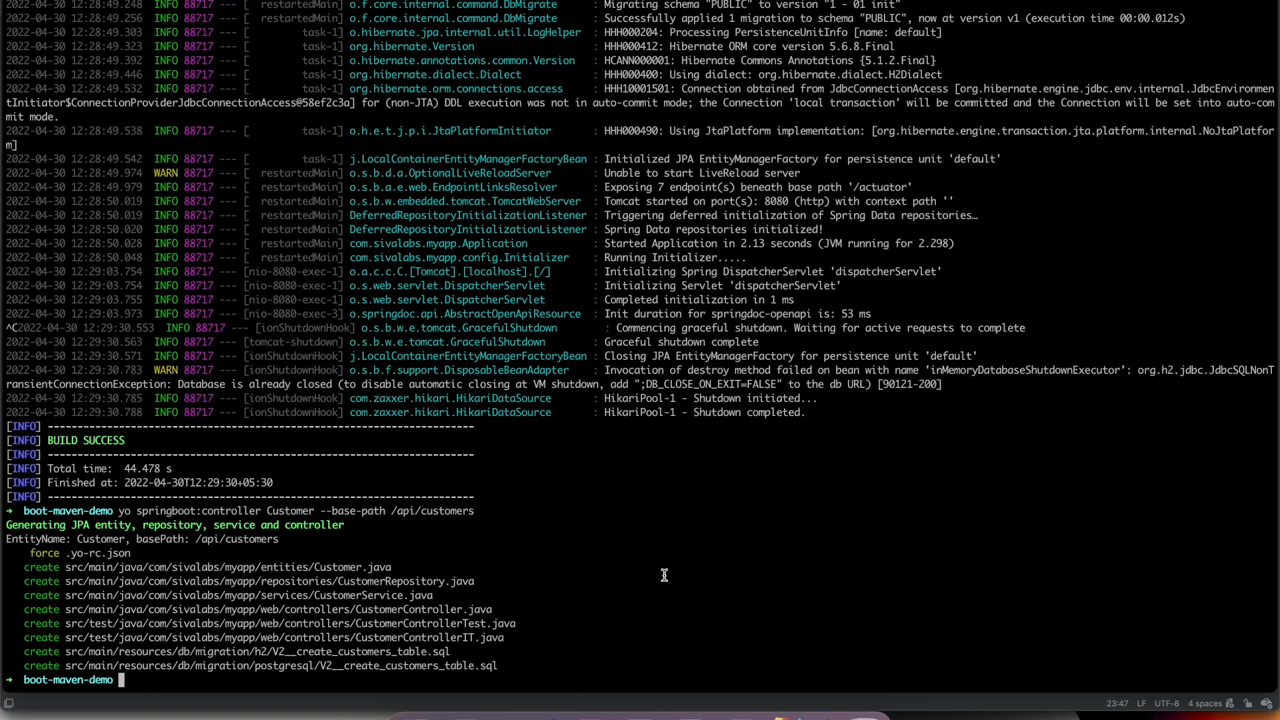 2022-04-30 12:28:49.248  INFO 88717 --- [  restartedMain] o.f.core.internal.command.DbMigrate      : Migrating schema "PUBLIC" to version "1 - 01 init"
2022-04-30 12:28:49.256  INFO 88717 --- [  restartedMain] o.f.core.internal.command.DbMigrate      : Successfully applied 1 migration to schema "PUBLIC", now at version v1 (execution time 00:00.012s)
2022-04-30 12:28:49.303  INFO 88717 --- [         task-1] o.hibernate.jpa.internal.util.LogHelper  : HHH000204: Processing PersistenceUnitInfo [name: default]
2022-04-30 12:28:49.323  INFO 88717 --- [         task-1] org.hibernate.Version                    : HHH000412: Hibernate ORM core version 5.6.8.Final
2022-04-30 12:28:49.392  INFO 88717 --- [         task-1] o.hibernate.annotations.common.Version   : HCANN000001: Hibernate Commons Annotations {5.1.2.Final}
2022-04-30 12:28:49.446  INFO 88717 --- [         task-1] org.hibernate.dialect.Dialect            : HHH000400: Using dialect: org.hibernate.dialect.H2Dialect
2022-04-30 12:28:49.532  INFO 88717 --- [         task-1] org.hibernate.orm.connections.access     : HHH10001501: Connection obtained from JdbcConnectionAccess [org.hibernate.engine.jdbc.env.internal.JdbcEnvironmen
tInitiator$ConnectionProviderJdbcConnectionAccess@58ef2c3a] for (non-JTA) DDL execution was not in auto-commit mode; the Connection 'local transaction' will be committed and the Connection will be set into auto-com
mit mode.
2022-04-30 12:28:49.538  INFO 88717 --- [         task-1] o.h.e.t.j.p.i.JtaPlatformInitiator       : HHH000490: Using JtaPlatform implementation: [org.hibernate.engine.transaction.jta.platform.internal.NoJtaPlatfor
m]
2022-04-30 12:28:49.542  INFO 88717 --- [         task-1] j.LocalContainerEntityManagerFactoryBean : Initialized JPA EntityManagerFactory for persistence unit 'default'
2022-04-30 12:28:49.974  WARN 88717 --- [  restartedMain] o.s.b.d.a.OptionalLiveReloadServer       : Unable to start LiveReload server
2022-04-30 12:28:49.979  INFO 88717 --- [  restartedMain] o.s.b.a.e.web.EndpointLinksResolver      : Exposing 7 endpoint(s) beneath base path '/actuator'
2022-04-30 12:28:50.019  INFO 88717 --- [  restartedMain] o.s.b.w.embedded.tomcat.TomcatWebServer  : Tomcat started on port(s): 8080 (http) with context path ''
2022-04-30 12:28:50.019  INFO 88717 --- [  restartedMain] DeferredRepositoryInitializationListener : Triggering deferred initialization of Spring Data repositories…
2022-04-30 12:28:50.020  INFO 88717 --- [  restartedMain] DeferredRepositoryInitializationListener : Spring Data repositories initialized!
2022-04-30 12:28:50.028  INFO 88717 --- [  restartedMain] com.sivalabs.myapp.Application           : Started Application in 2.13 seconds (JVM running for 2.298)
2022-04-30 12:28:50.048  INFO 88717 --- [  restartedMain] com.sivalabs.myapp.config.Initializer    : Running Initializer.....
2022-04-30 12:29:03.754  INFO 88717 --- [nio-8080-exec-1] o.a.c.c.C.[Tomcat].[localhost].[/]       : Initializing Spring DispatcherServlet 'dispatcherServlet'
2022-04-30 12:29:03.754  INFO 88717 --- [nio-8080-exec-1] o.s.web.servlet.DispatcherServlet        : Initializing Servlet 'dispatcherServlet'
2022-04-30 12:29:03.755  INFO 88717 --- [nio-8080-exec-1] o.s.web.servlet.DispatcherServlet        : Completed initialization in 1 ms
2022-04-30 12:29:03.903  INFO 88717 --- [nio-8080-exec-3] o.springdoc.api.AbstractOpenApiResource  : Init duration for springdoc-openapi is: 53 ms
^C2022-04-30 12:29:30.553  INFO 88717 --- [ionShutdownHook] o.s.b.w.e.tomcat.GracefulShutdown        : Commencing graceful shutdown. Waiting for active requests to complete
2022-04-30 12:29:30.563  INFO 88717 --- [tomcat-shutdown] o.s.b.w.e.tomcat.GracefulShutdown        : Graceful shutdown complete
2022-04-30 12:29:30.571  INFO 88717 --- [ionShutdownHook] j.LocalContainerEntityManagerFactoryBean : Closing JPA EntityManagerFactory for persistence unit 'default'
2022-04-30 12:29:30.783  WARN 88717 --- [ionShutdownHook] o.s.b.f.support.DisposableBeanAdapter    : Invocation of destroy method failed on bean with name 'inMemoryDatabaseShutdownExecutor': org.h2.jdbc.JdbcSQLNonT
ransientConnectionException: Database is already closed (to disable automatic closing at VM shutdown, add ";DB_CLOSE_ON_EXIT=FALSE" to the db URL) [90121-200]
2022-04-30 12:29:30.785  INFO 88717 --- [ionShutdownHook] com.zaxxer.hikari.HikariDataSource       : HikariPool-1 - Shutdown initiated...
2022-04-30 12:29:30.788  INFO 88717 --- [ionShutdownHook] com.zaxxer.hikari.HikariDataSource       : HikariPool-1 - Shutdown completed.
[INFO] ------------------------------------------------------------------------
[INFO] BUILD SUCCESS
[INFO] ------------------------------------------------------------------------
[INFO] Total time:  44.478 s
[INFO] Finished at: 2022-04-30T12:29:30+05:30
[INFO] ------------------------------------------------------------------------
➜  boot-maven-demo yo springboot:controller Customer --base-path /api/customers
Generating JPA entity, repository, service and controller
EntityName: Customer, basePath: /api/customers
force .yo-rc.json
create src/main/java/com/sivalabs/myapp/entities/Customer.java
create src/main/java/com/sivalabs/myapp/repositories/CustomerRepository.java
create src/main/java/com/sivalabs/myapp/services/CustomerService.java
create src/main/java/com/sivalabs/myapp/web/controllers/CustomerController.java
create src/test/java/com/sivalabs/myapp/web/controllers/CustomerControllerTest.java
create src/test/java/com/sivalabs/myapp/web/controllers/CustomerControllerIT.java
create src/main/resources/db/migration/h2/V2__create_customers_table.sql
create src/main/resources/db/migration/postgresql/V2__create_customers_table.sql
➜  boot-maven-demo
23:47 LF UTF-8 4 spaces